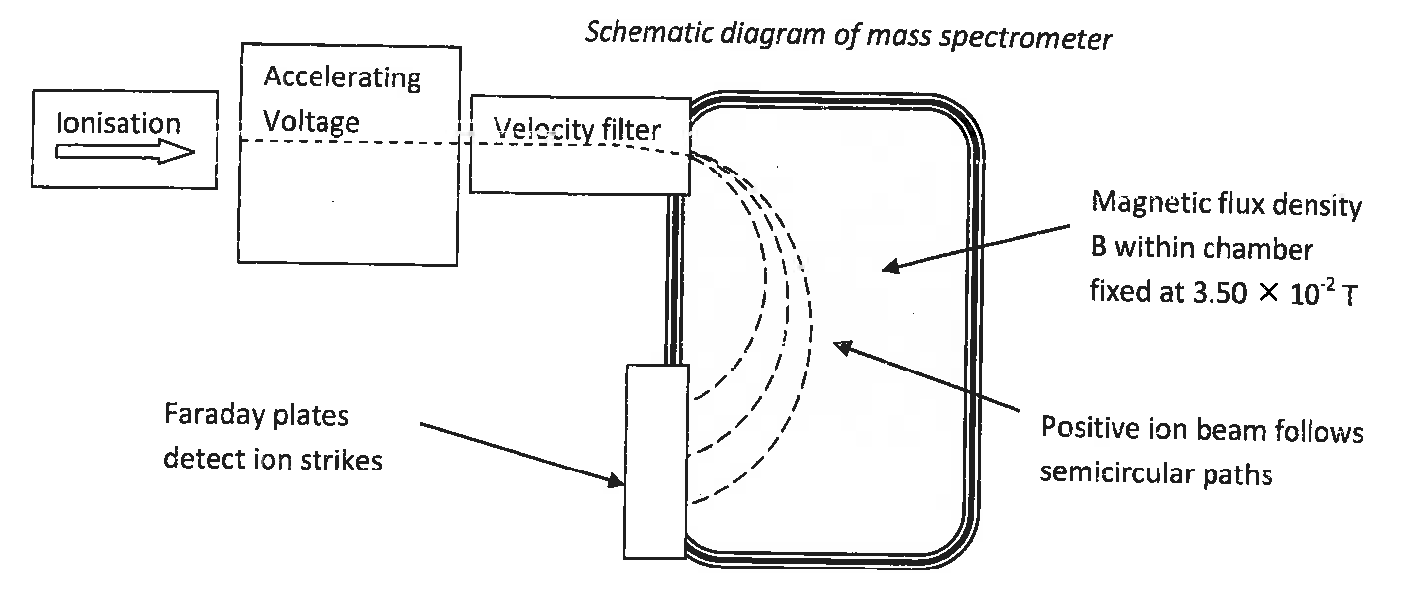 Schematic diagram of mass spectrometer
Accelerating
Voltage
Ionisation
Velocity filter
Magnetic flux density
B within chamber
fixed at 3.50 × 10⁻² T
Faraday plates
detect ion strikes
Positive ion beam follows
semicircular paths